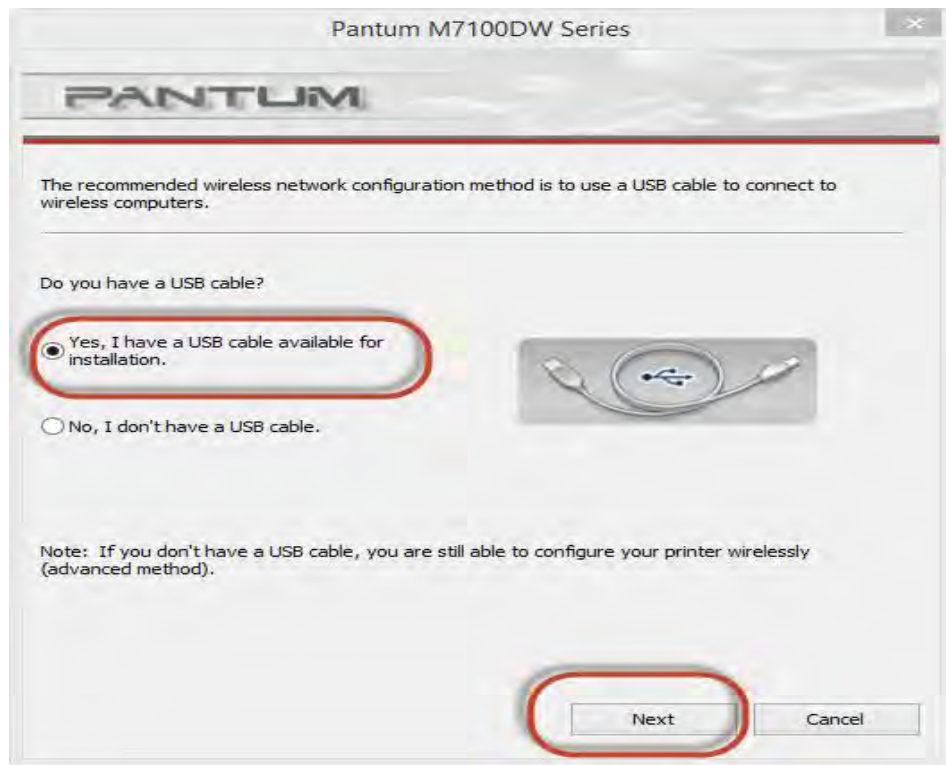 Pantum M7100DW Series
PANTUM
The recommended wireless network configuration method is to use a USB cable to connect to
wireless computers.
Do you have a USB cable?
Yes, I have a USB cable available for
installation.
No, I don't have a USB cable.
Note: If you don't have a USB cable, you are still able to configure your printer wirelessly
(advanced method).
Next Cancel